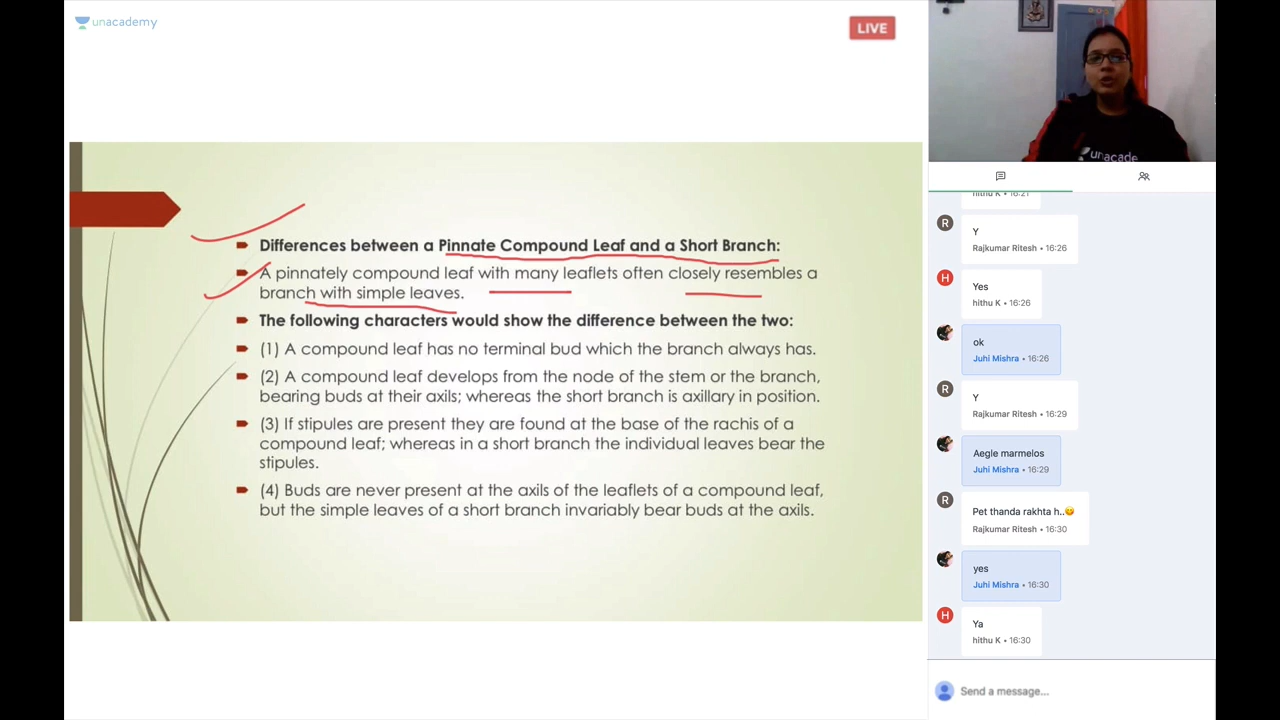 unacademy
LIVE
Differences between a Pinnate Compound Leaf and a Short Branch:
A pinnately compound leaf with many leaflets often closely resembles a
branch with simple leaves.
The following characters would show the difference between the two:
(1) A compound leaf has no terminal bud which the branch always has.
(2) A compound leaf develops from the node of the stem or the branch,
bearing buds at their axils; whereas the short branch is axillary in position.
(3) If stipules are present they are found at the base of the rachis of a
compound leaf; whereas in a short branch the individual leaves bear the
stipules.
(4) Buds are never present at the axils of the leaflets of a compound leaf,
but the simple leaves of a short branch invariably bear buds at the axils.
unacade
hithu K • 16:21
R
Y
Rajkumar Ritesh • 16:26
H
Yes
hithu K • 16:26
ok
Juhi Mishra • 16:26
R
Y
Rajkumar Ritesh • 16:29
Aegle marmelos
Juhi Mishra • 16:29
R
Pet thanda rakhta h..😋
Rajkumar Ritesh • 16:30
yes
Juhi Mishra • 16:30
H
Ya
hithu K • 16:30
Send a message...